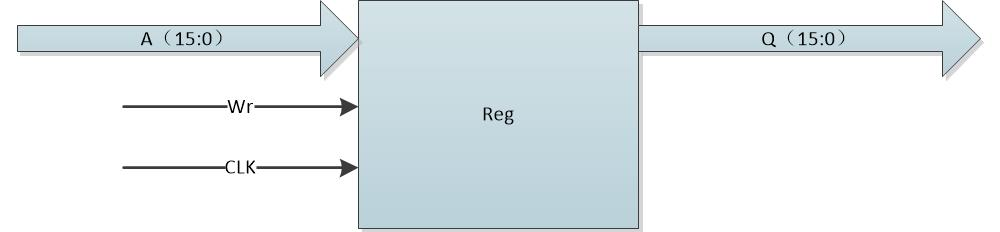 A（15:0）
Q（15:0）
Wr
Reg
CLK